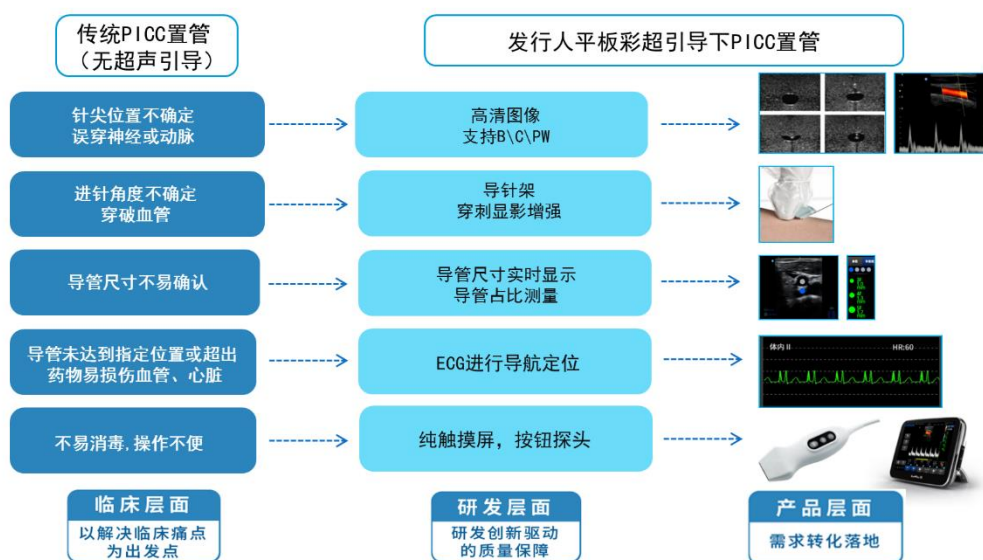 传统PICC置管
(无超声引导)
发行人平板彩超引导下PICC置管
针尖位置不确定
误穿神经或动脉
高清图像
支持B\C\PW
进针角度不确定
穿破血管
导针架
穿刺显影增强
导管尺寸不易确认
导管尺寸实时显示
导管占比测量
导管未达到指定位置或超出
药物易损伤血管、心脏
ECG进行导航定位
体内 II
HR:60
不易消毒,操作不便
纯触摸屏，按钮探头
临床层面
以解决临床痛点
为出发点
研发层面
研发创新驱动
的质量保障
产品层面
需求转化落地